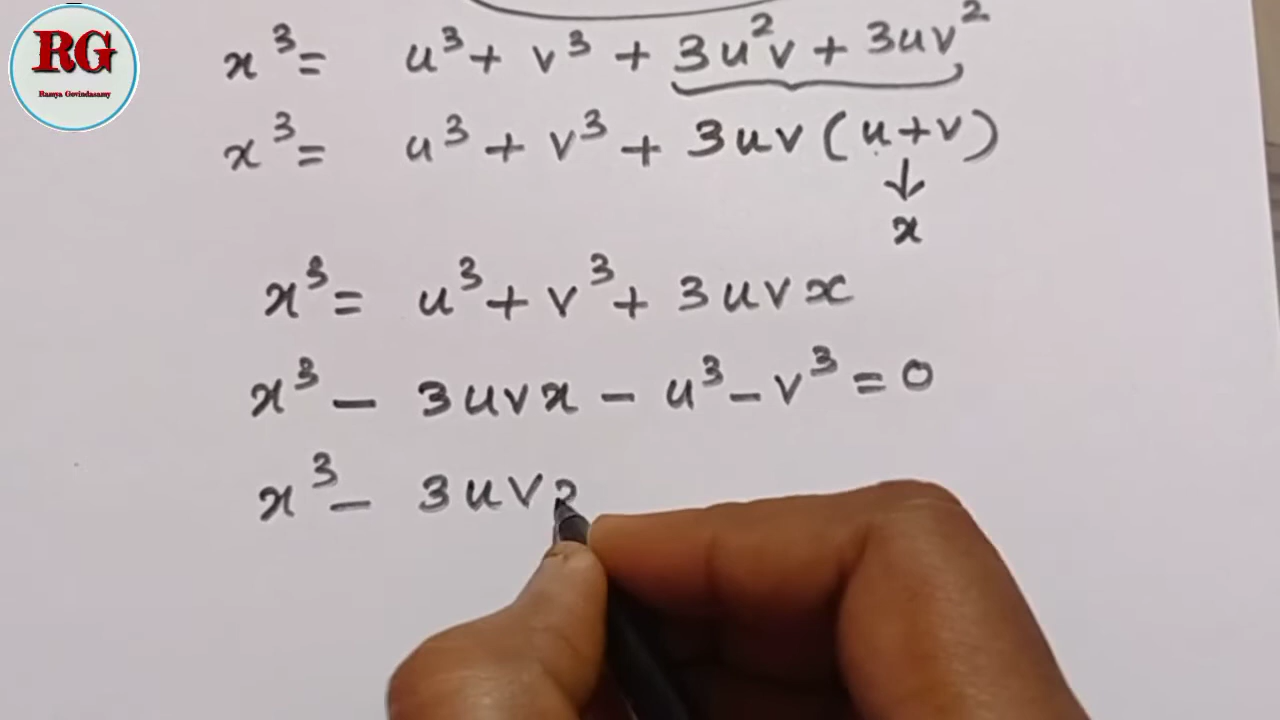 RG
Ramya Govindasamy
x³ = u³ + v³ + 3u²v + 3uv²
x³ = u³ + v³ + 3uv (u+v)
↓
x
x³ = u³ + v³ + 3uvx
x³ - 3uvx - u³ - v³ = 0
x³ - 3uv